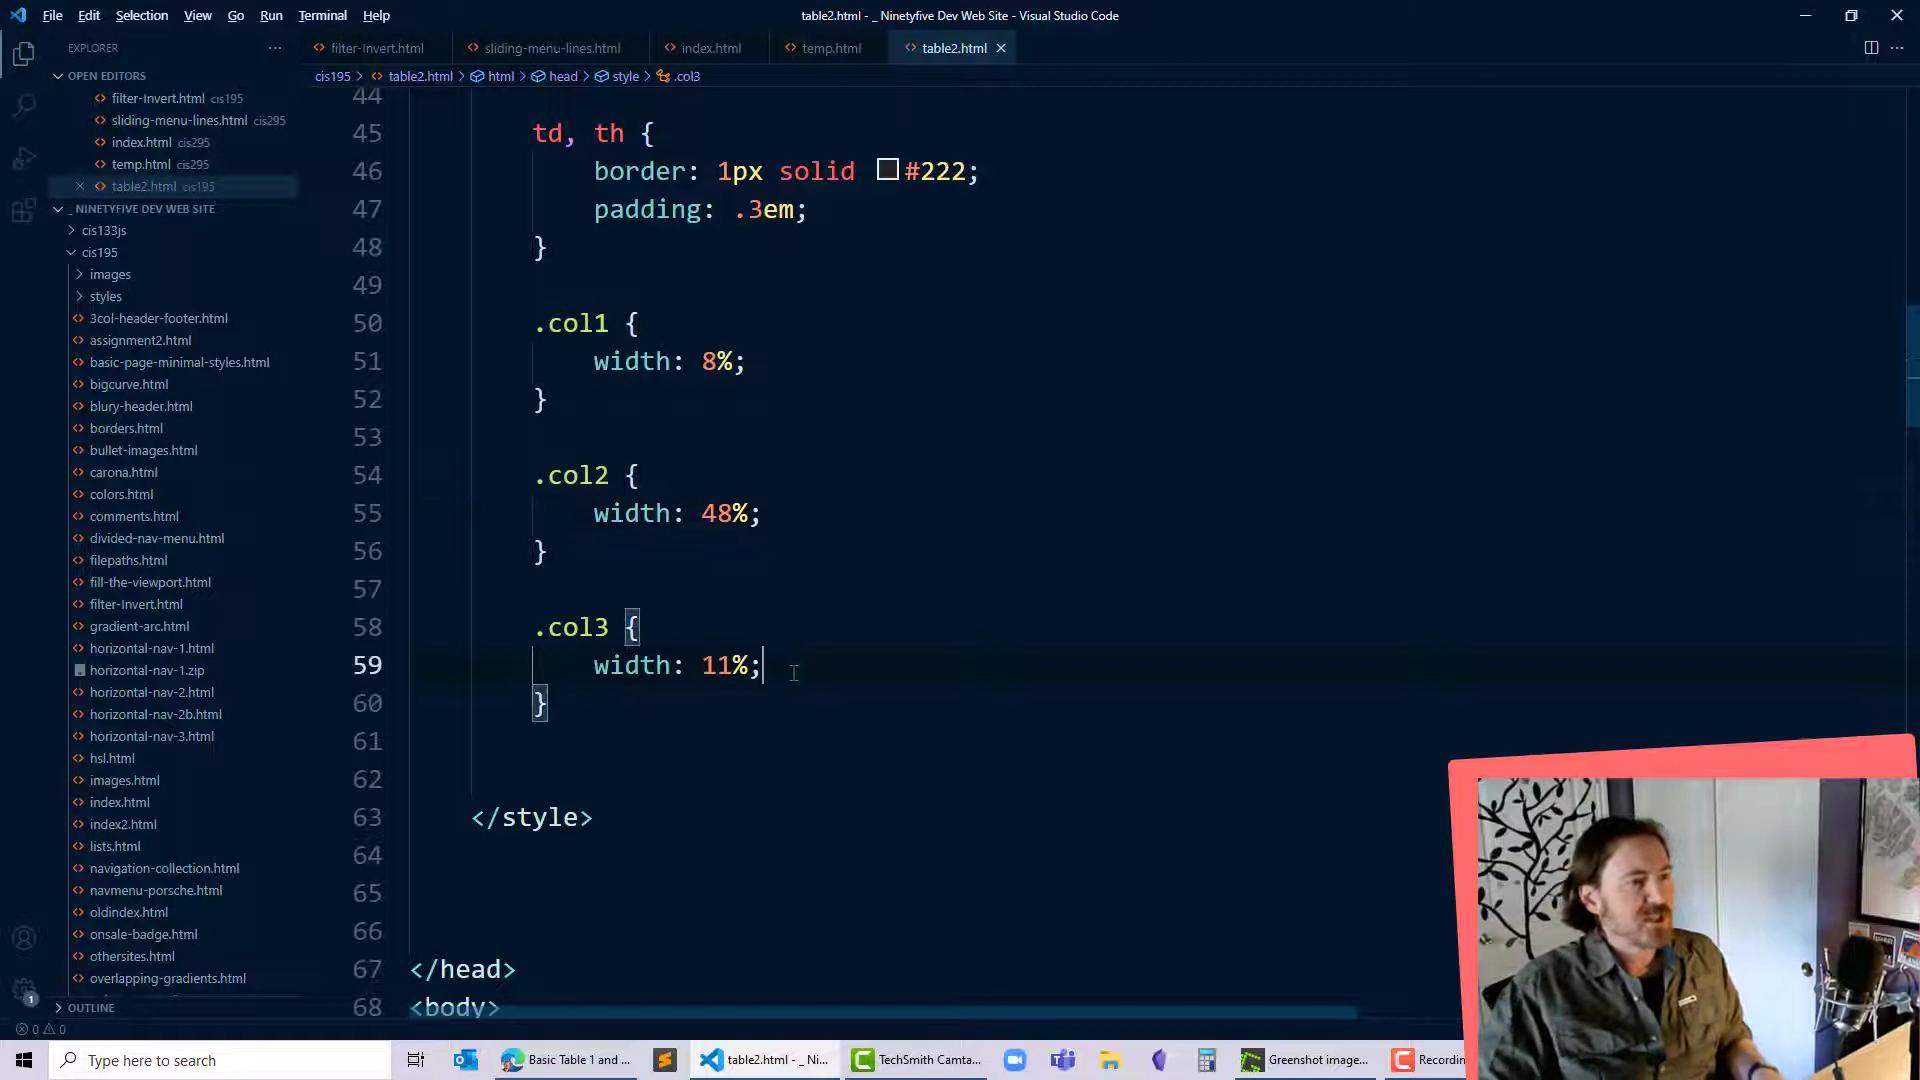 File Edit Selection View Go Run Terminal Help
table2.html - _ Ninetyfive Dev Web Site - Visual Studio Code
EXPLORER
filter-Invert.html
sliding-menu-lines.html
index.html
temp.html
table2.html
cis195 > table2.html > html > head > style > .col3
OPEN EDITORS
filter-Invert.html cis195
sliding-menu-lines.html cis295
index.html cis295
temp.html cis295
table2.html cis195
_ NINETYFIVE DEV WEB SITE
cis133js
cis195
images
styles
3col-header-footer.html
assignment2.html
basic-page-minimal-styles.html
bigcurve.html
blury-header.html
borders.html
bullet-images.html
carona.html
colors.html
comments.html
divided-nav-menu.html
filepaths.html
fill-the-viewport.html
filter-Invert.html
gradient-arc.html
horizontal-nav-1.html
horizontal-nav-1.zip
horizontal-nav-2.html
horizontal-nav-2b.html
horizontal-nav-3.html
hsl.html
images.html
index.html
index2.html
lists.html
navigation-collection.html
navmenu-porsche.html
oldindex.html
onsale-badge.html
othersites.html
overlapping-gradients.html
OUTLINE
1
0 0
44
45 td, th {
46 border: 1px solid #222;
47 padding: .3em;
48 }
49
50 .col1 {
51 width: 8%;
52 }
53
54 .col2 {
55 width: 48%;
56 }
57
58 .col3 {
59 width: 11%;
60 }
61
62
63 </style>
64
65
66
67 </head>
68 <body>
Type here to search
Basic Table 1 and ...
table2.html - _ Ni...
TechSmith Camta...
Greenshot image...
Recording